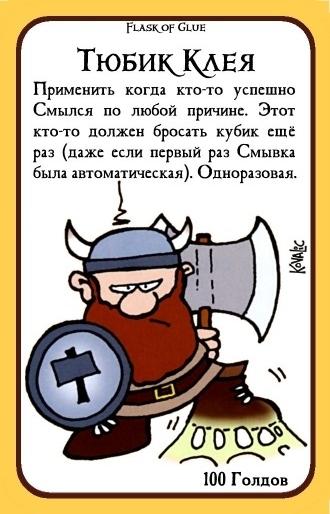 Flask of Glue
Тюбик Клея
Применить когда кто-то успешно
Смылся по любой причине. Этот
кто-то должен бросать кубик ещё
раз (даже если первый раз Смывка
была автоматическая). Одноразовая.
Kovalic
100 Голдов